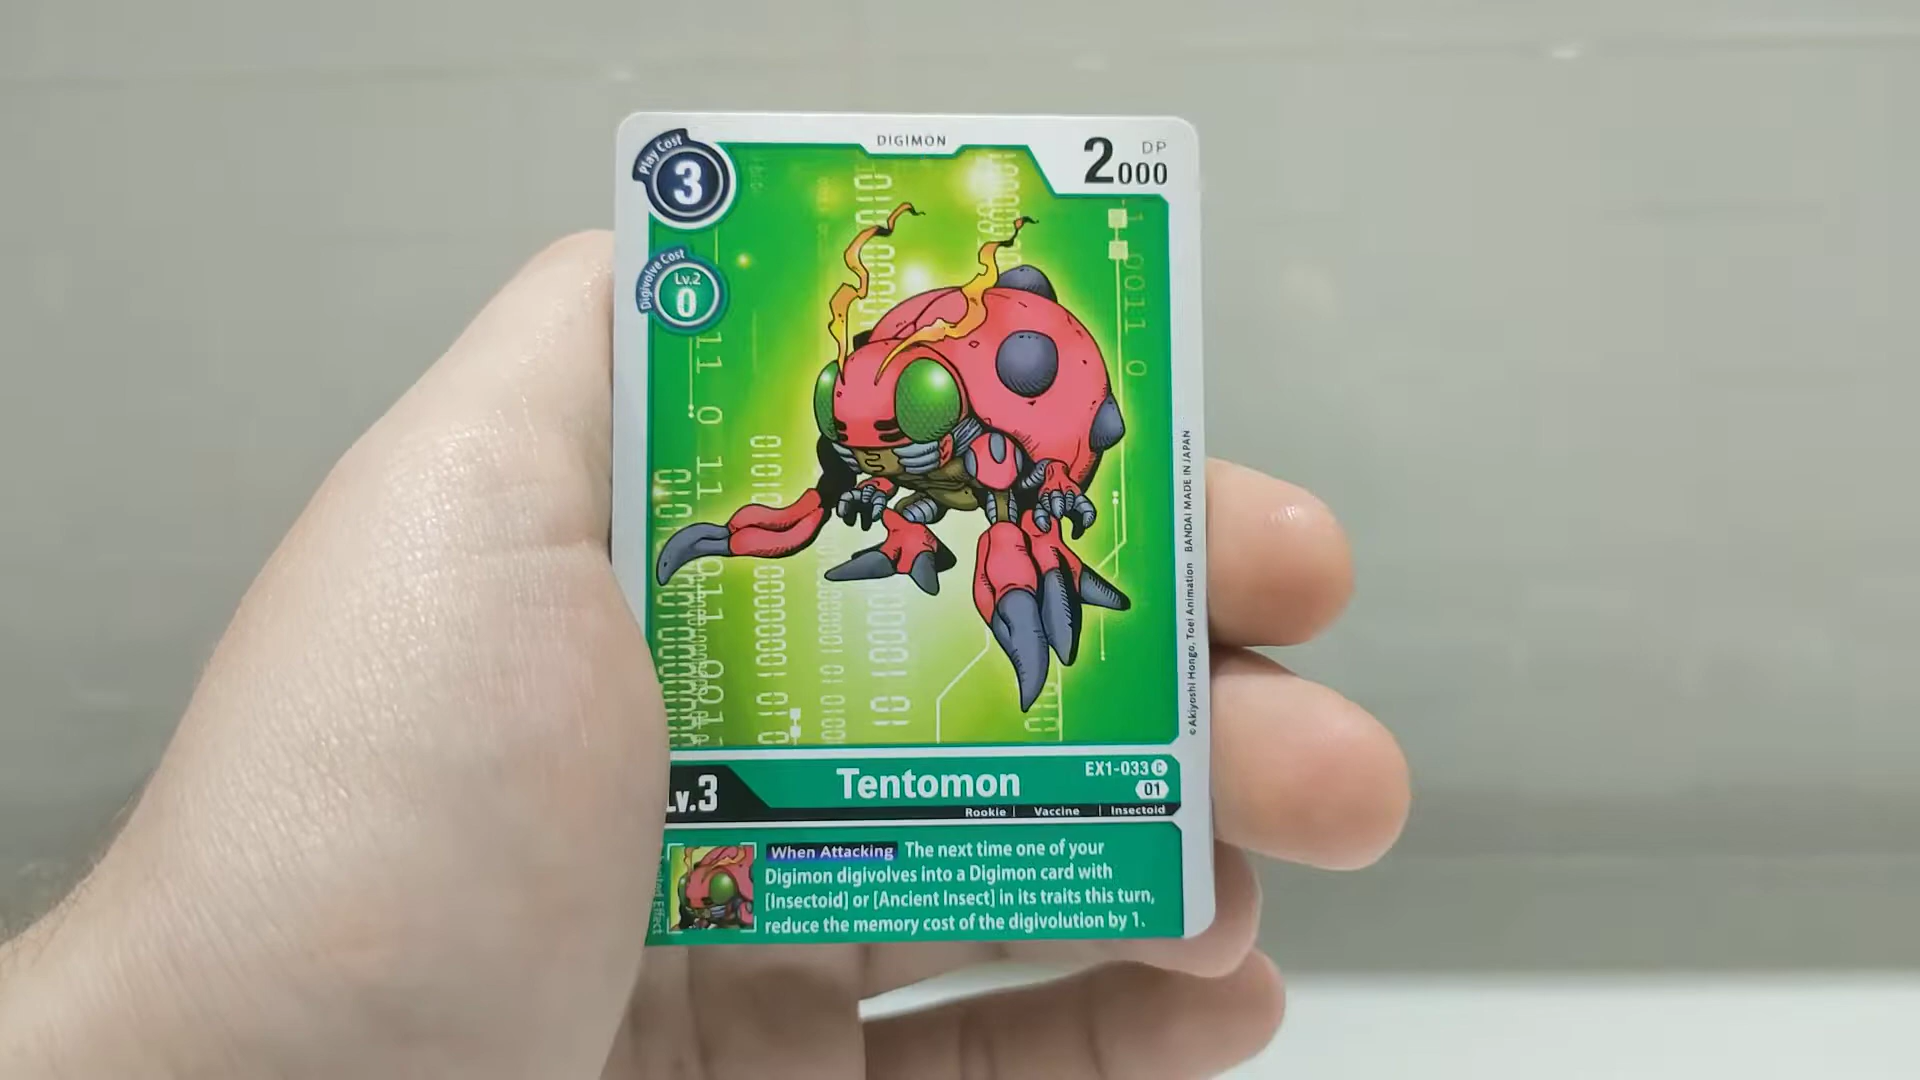 DIGIMON
Play Cost
3
DP
2000
Digivolve Cost
Lv.2
0
© Akiyoshi Hongo, Toei Animation BANDAI MADE IN JAPAN
Lv.3
Tentomon
EX1-033 C
01
Rookie | Vaccine | Insectoid
When Attacking The next time one of your
Digimon digivolves into a Digimon card with
[Insectoid] or [Ancient Insect] in its traits this turn,
reduce the memory cost of the digivolution by 1.